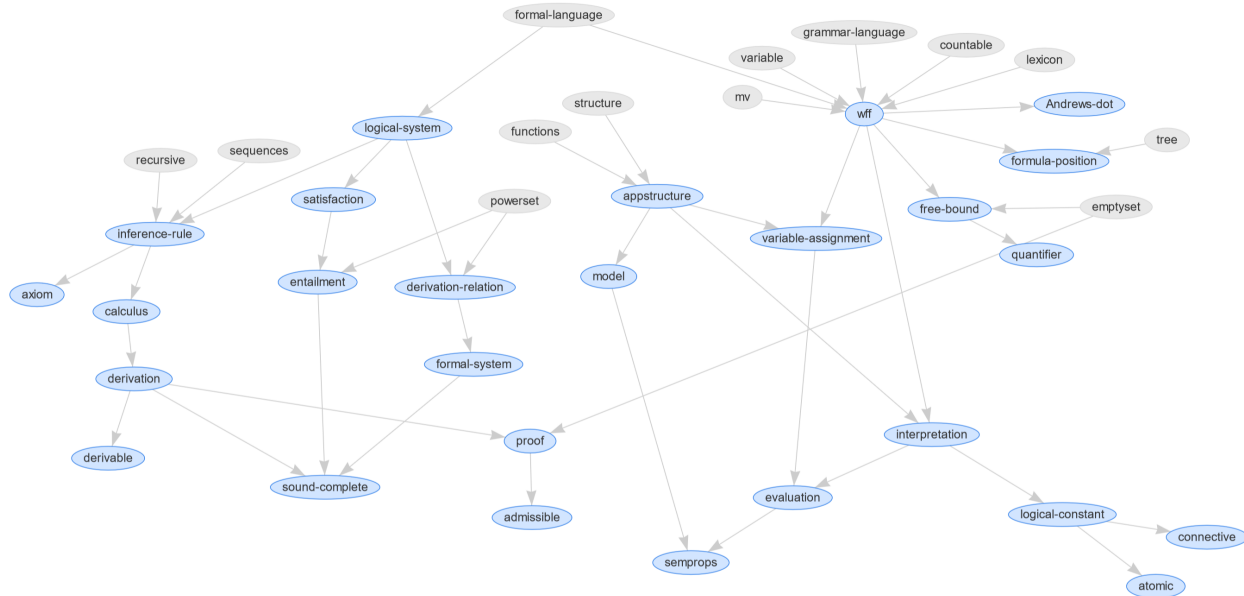 formal-language
grammar-language
countable
variable
lexicon
mv
structure
Andrews-dot
wff
logical-system
functions
tree
recursive
sequences
formula-position
satisfaction
appstructure
powerset
free-bound
emptyset
inference-rule
variable-assignment
quantifier
entailment
model
derivation-relation
axiom
calculus
formal-system
derivation
proof
interpretation
derivable
sound-complete
evaluation
admissible
logical-constant
connective
semprops
atomic